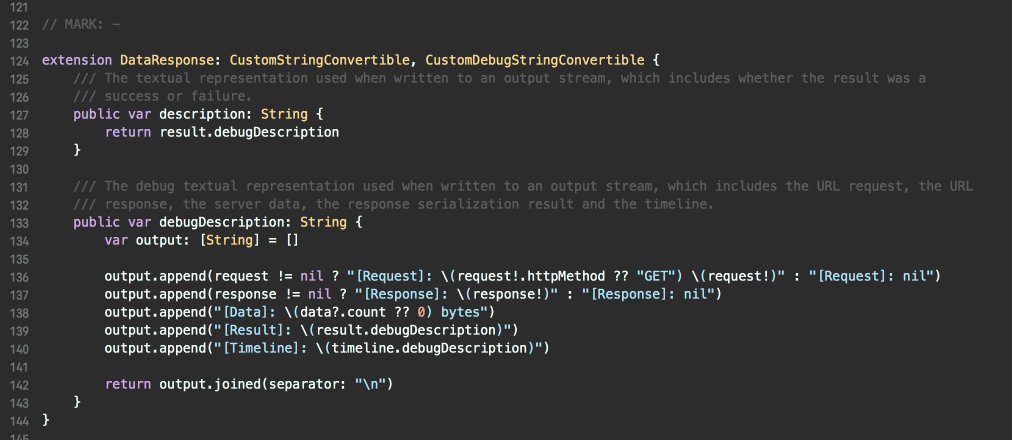 121
122 // MARK: –
123
124 extension DataResponse: CustomStringConvertible, CustomDebugStringConvertible {
125     /// The textual representation used when written to an output stream, which includes whether the result was a
126     /// success or failure.
127     public var description: String {
128         return result.debugDescription
129     }
130
131     /// The debug textual representation used when written to an output stream, which includes the URL request, the URL
132     /// response, the server data, the response serialization result and the timeline.
133     public var debugDescription: String {
134         var output: [String] = []
135
136         output.append(request != nil ? "[Request]: \(request!.httpMethod ?? "GET") \(request!)" : "[Request]: nil")
137         output.append(response != nil ? "[Response]: \(response!)" : "[Response]: nil")
138         output.append("[Data]: \(data?.count ?? 0) bytes")
139         output.append("[Result]: \(result.debugDescription)")
140         output.append("[Timeline]: \(timeline.debugDescription)")
141
142         return output.joined(separator: "\n")
143     }
144 }
145